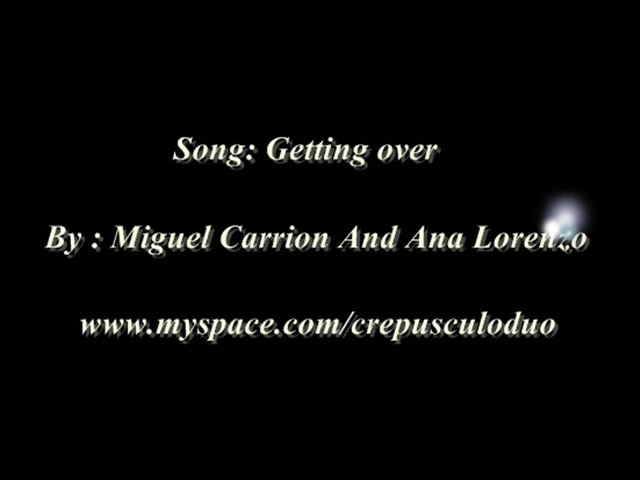 Song: Getting over
By : Miguel Carrion And Ana Lorenzo
www.myspace.com/crepusculoduo